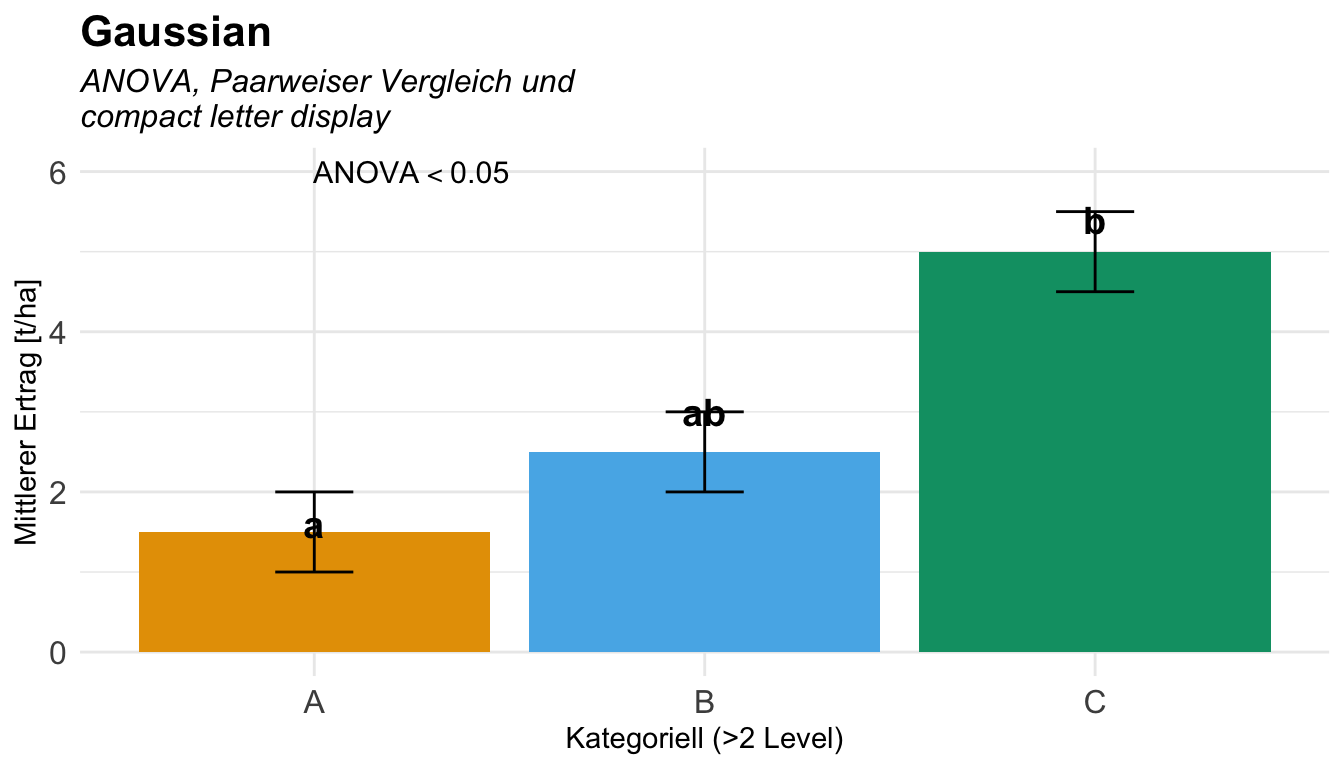 Gaussian
ANOVA, Paarweiser Vergleich und
compact letter display
ANOVA < 0.05
6
4
2
0
Mittlerer Ertrag [t/ha]
a
ab
b
A
B
C
Kategoriell (>2 Level)